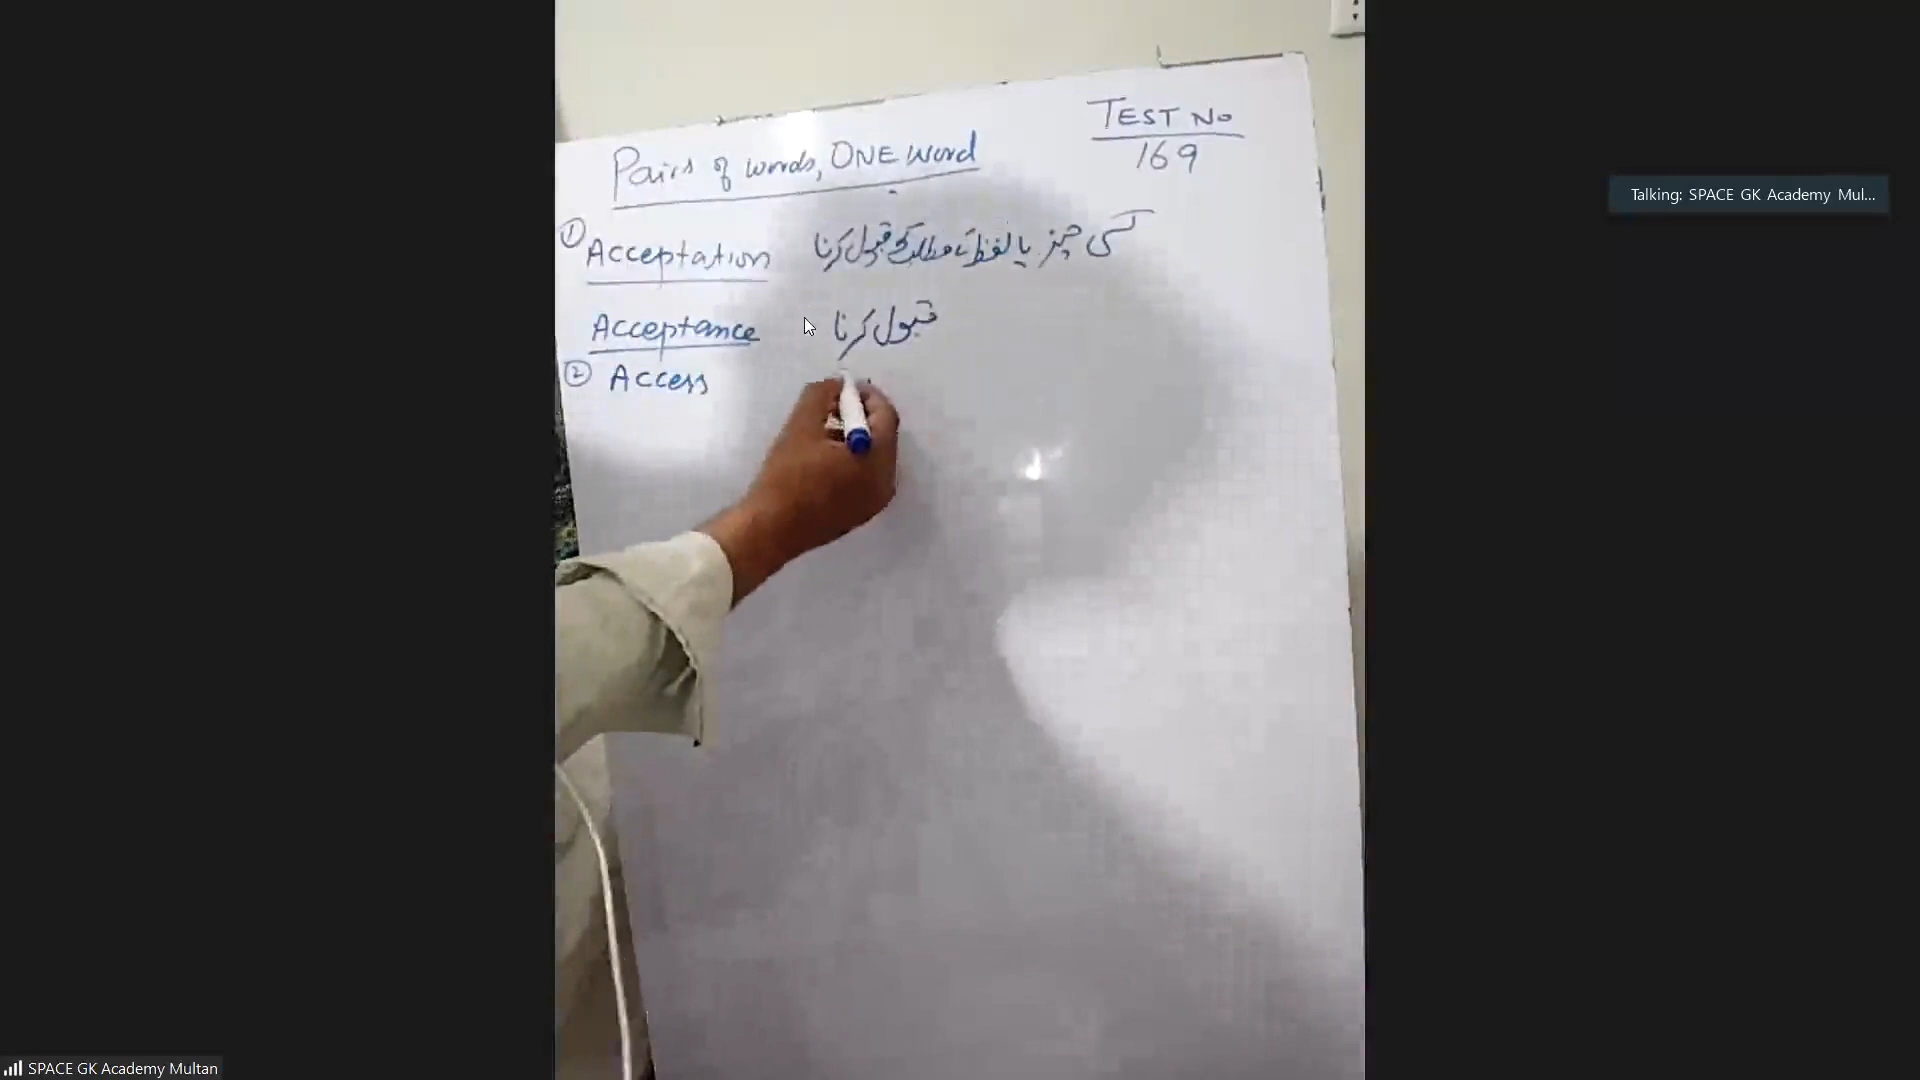 TEST No
169
Pairs of words, ONE Word
① Acceptation کسی چیز یا لفظ کا مطلب قبول کرنا
Acceptance قبول کرنا
② Access
Talking: SPACE GK Academy Mul...
SPACE GK Academy Multan